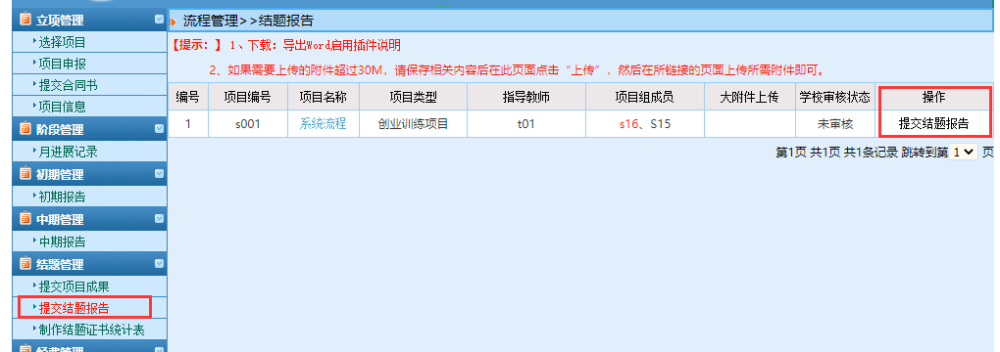 立项管理
选择项目
项目申报
提交合同书
项目信息
阶段管理
月进展记录
初期管理
初期报告
中期管理
中期报告
结题管理
提交项目成果
提交结题报告
制作结题证书统计表
经费管理
流程管理>>结题报告
【提示：】 1、下载：导出Word启用插件说明
2、如果需要上传的附件超过30M，请保存相关内容后在此页面点击“上传”，然后在所链接的页面上传所需附件即可。
编号 项目编号 项目名称 项目类型 指导教师 项目组成员 大附件上传 学校审核状态 操作
1 s001 系统流程 创业训练项目 t01 s16、S15 未审核 提交结题报告
第1页 共1页 共1条记录 跳转到第 1 页